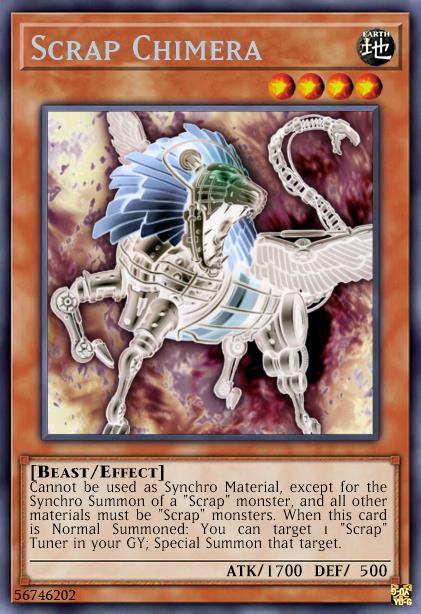 SCRAP CHIMERA
EARTH
地
[BEAST/EFFECT]
Cannot be used as Synchro Material, except for the
Synchro Summon of a "Scrap" monster, and all other
materials must be "Scrap" monsters. When this card
is Normal Summoned: You can target 1 "Scrap"
Tuner in your GY; Special Summon that target.
ATK/1700 DEF/ 500
56746202